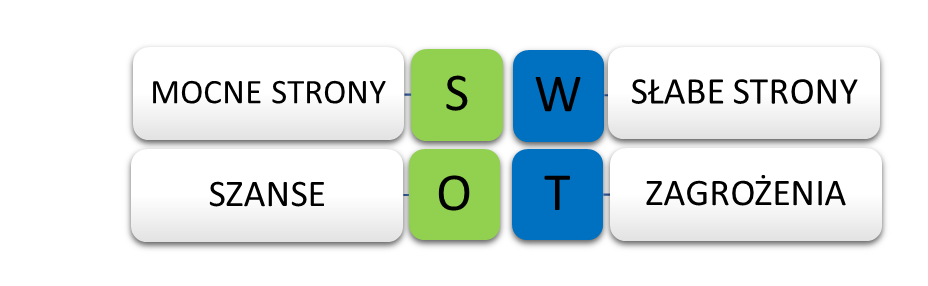 MOCNE STRONY S W SŁABE STRONY
SZANSE O T ZAGROŻENIA